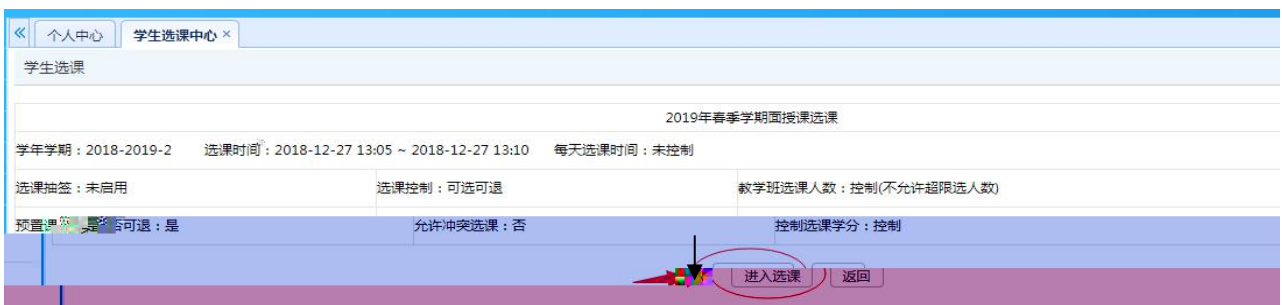 个人中心 学生选课中心 ×
学生选课
2019年春季学期面授课选课
学年学期：2018-2019-2 选课时间：2018-12-27 13:05 ~ 2018-12-27 13:10 每天选课时间：未控制
选课抽签：未启用 选课控制：可选可退 教学班选课人数：控制(不允许超限选人数)
预置课 是否可退：是 允许冲突选课：否 控制选课学分：控制
进入选课 返回